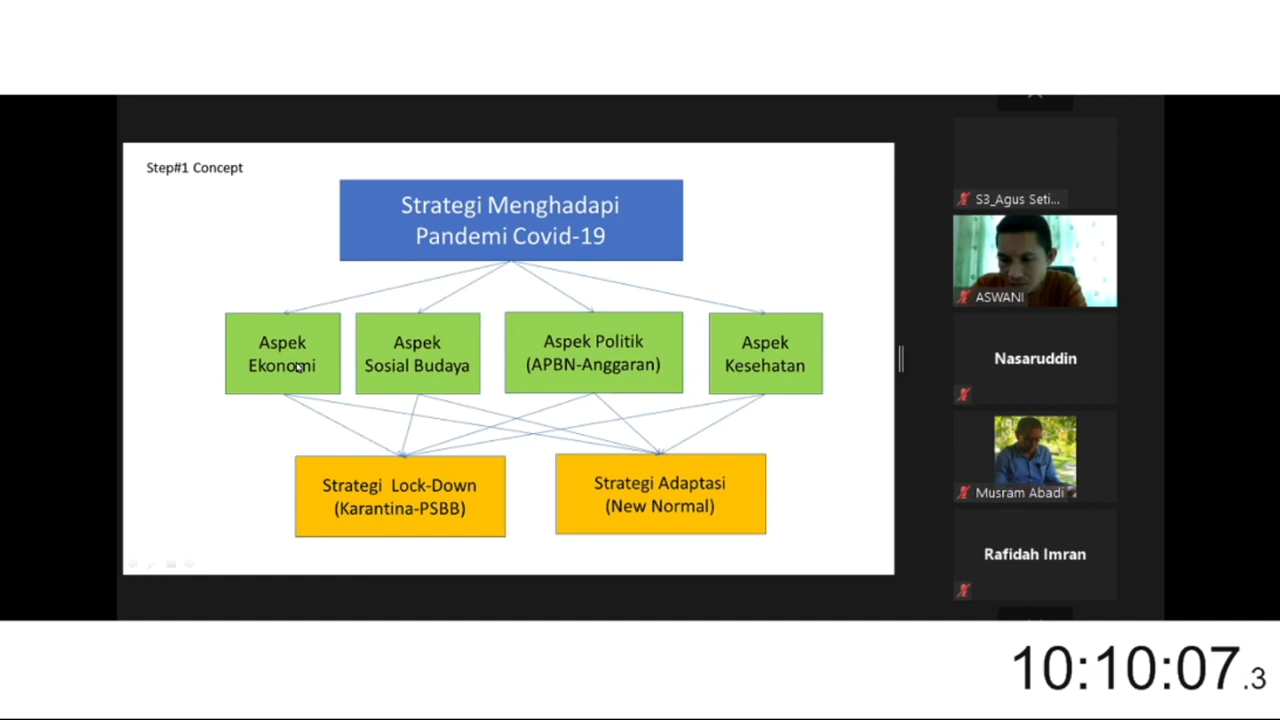 Step#1 Concept
Strategi Menghadapi
Pandemi Covid-19
Aspek
Ekonomi
Aspek
Sosial Budaya
Aspek Politik
(APBN-Anggaran)
Aspek
Kesehatan
Strategi Lock-Down
(Karantina-PSBB)
Strategi Adaptasi
(New Normal)
S3_Agus Seti...
ASWANI
Nasaruddin
Musram Abadi
Rafidah Imran
10:10:07.3